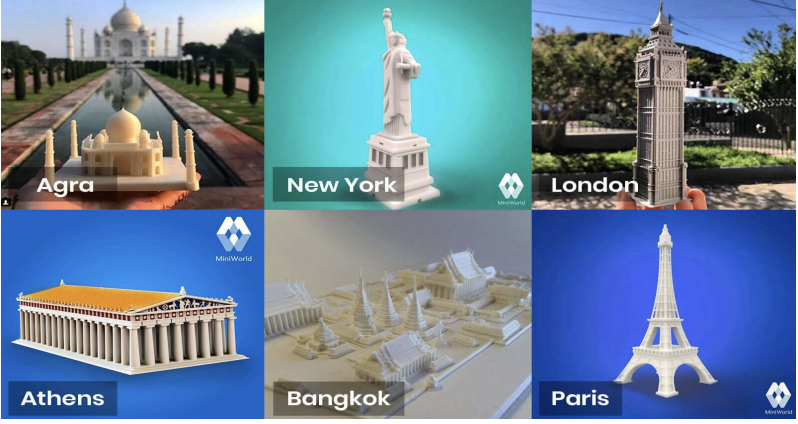 Agra
New York
MiniWorld
London
MiniWorld
Athens
Bangkok
Paris
MiniWorld